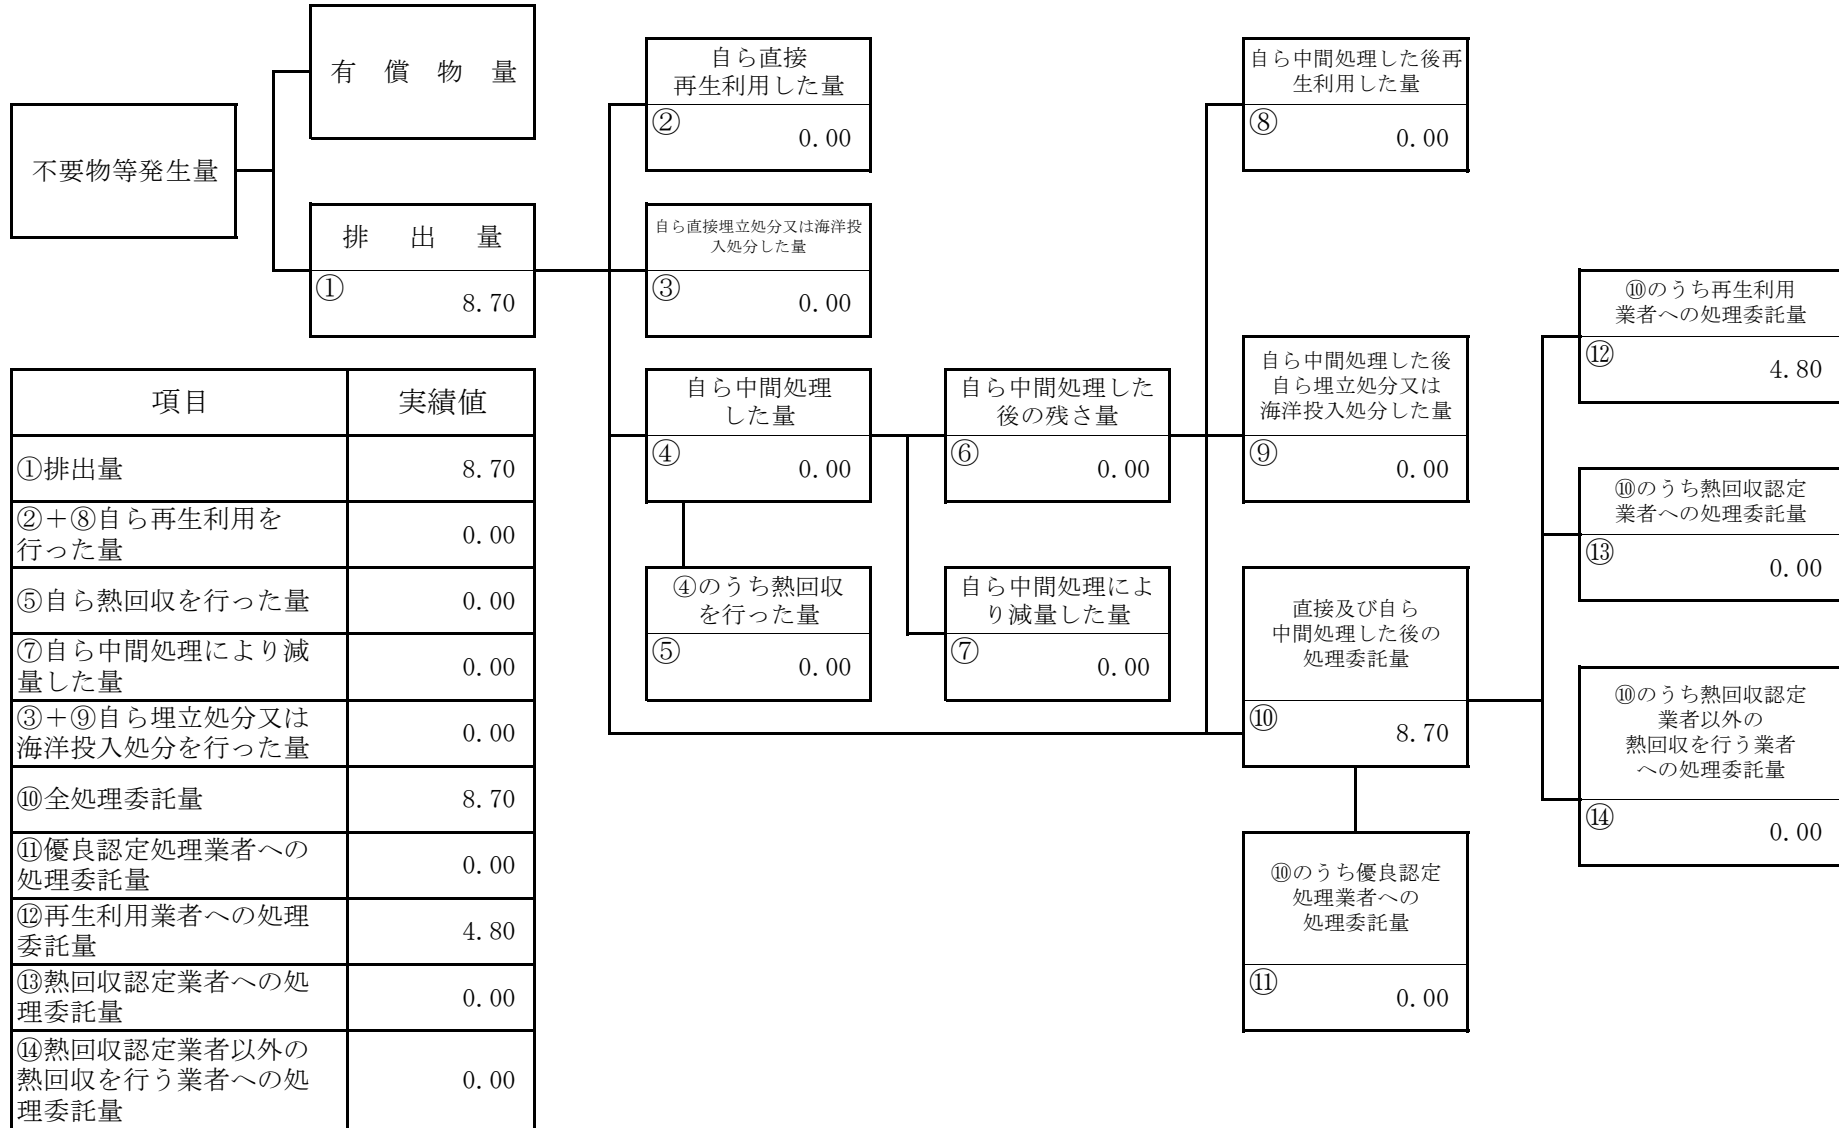 有償物量
不要物等発生量
排出量
①
8.70
自ら直接
再生利用した量
②
0.00
自ら直接埋立処分又は海洋投
入処分した量
③
0.00
自ら中間処理
した量
④
0.00
④のうち熱回収
を行った量
⑤
0.00
自ら中間処理した
後の残さ量
⑥
0.00
自ら中間処理によ
り減量した量
⑦
0.00
自ら中間処理した後再
生利用した量
⑧
0.00
自ら中間処理した後
自ら埋立処分又は
海洋投入処分した量
⑨
0.00
直接及び自ら
中間処理した後の
処理委託量
⑩
8.70
⑩のうち優良認定
処理業者への
処理委託量
⑪
0.00
⑩のうち再生利用
業者への処理委託量
⑫
4.80
⑩のうち熱回収認定
業者への処理委託量
⑬
0.00
⑩のうち熱回収認定
業者以外の
熱回収を行う業者
への処理委託量
⑭
0.00
項目 実績値
①排出量 8.70
②＋⑧自ら再生利用を
行った量 0.00
⑤自ら熱回収を行った量 0.00
⑦自ら中間処理により減
量した量 0.00
③＋⑨自ら埋立処分又は
海洋投入処分を行った量 0.00
⑩全処理委託量 8.70
⑪優良認定処理業者への
処理委託量 0.00
⑫再生利用業者への処理
委託量 4.80
⑬熱回収認定業者への処
理委託量 0.00
⑭熱回収認定業者以外の
熱回収を行う業者への処
理委託量 0.00